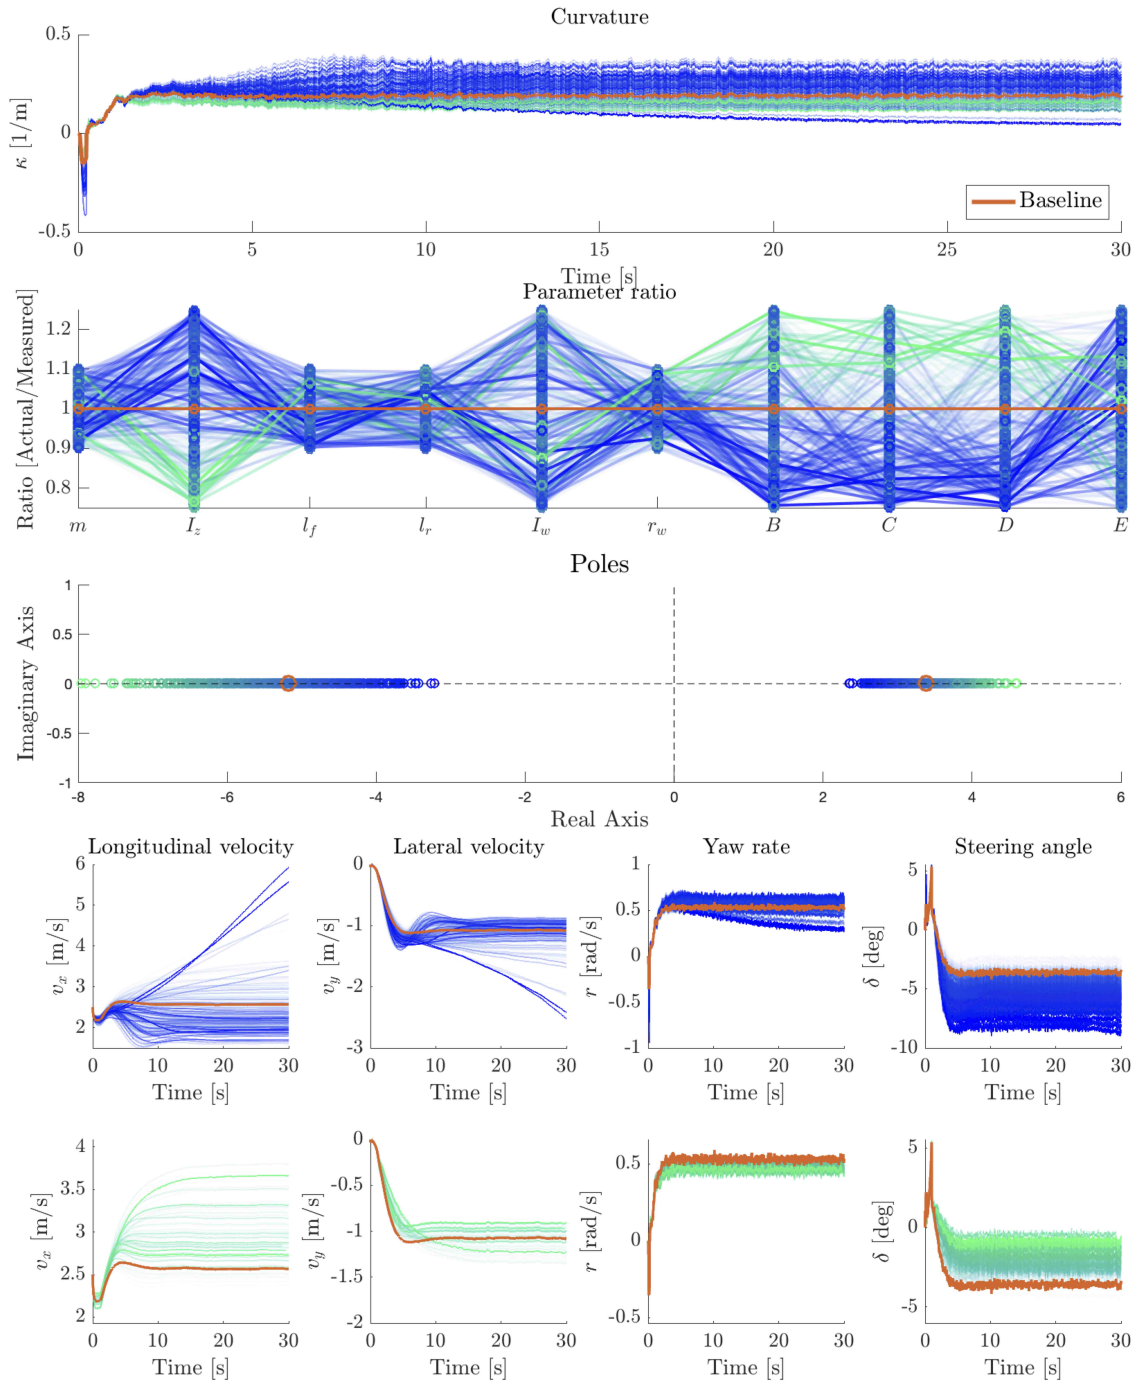 Curvature
κ [1/m]
0.5
0
-0.5
Baseline
0 5 10 15 20 25 30
Time [s]
Parameter ratio
Ratio [Actual/Measured]
1.2
1.1
1
0.9
0.8
m I_z l_f l_r I_w r_w B C D E
Poles
Imaginary Axis
1
0.5
0
-0.5
-1
-8 -6 -4 -2 0 2 4 6
Real Axis
Longitudinal velocity
v_x [m/s]
6
5
4
3
2
0 10 20 30
Time [s]
Lateral velocity
v_y [m/s]
0
-1
-2
-3
0 10 20 30
Time [s]
Yaw rate
r [rad/s]
1
0.5
0
-0.5
-1
0 10 20 30
Time [s]
Steering angle
δ [deg]
5
0
-5
-10
0 10 20 30
Time [s]
v_x [m/s]
4
3.5
3
2.5
2
0 10 20 30
Time [s]
v_y [m/s]
0
-0.5
-1
-1.5
-2
0 10 20 30
Time [s]
r [rad/s]
0.5
0
-0.5
0 10 20 30
Time [s]
δ [deg]
5
0
-5
0 10 20 30
Time [s]